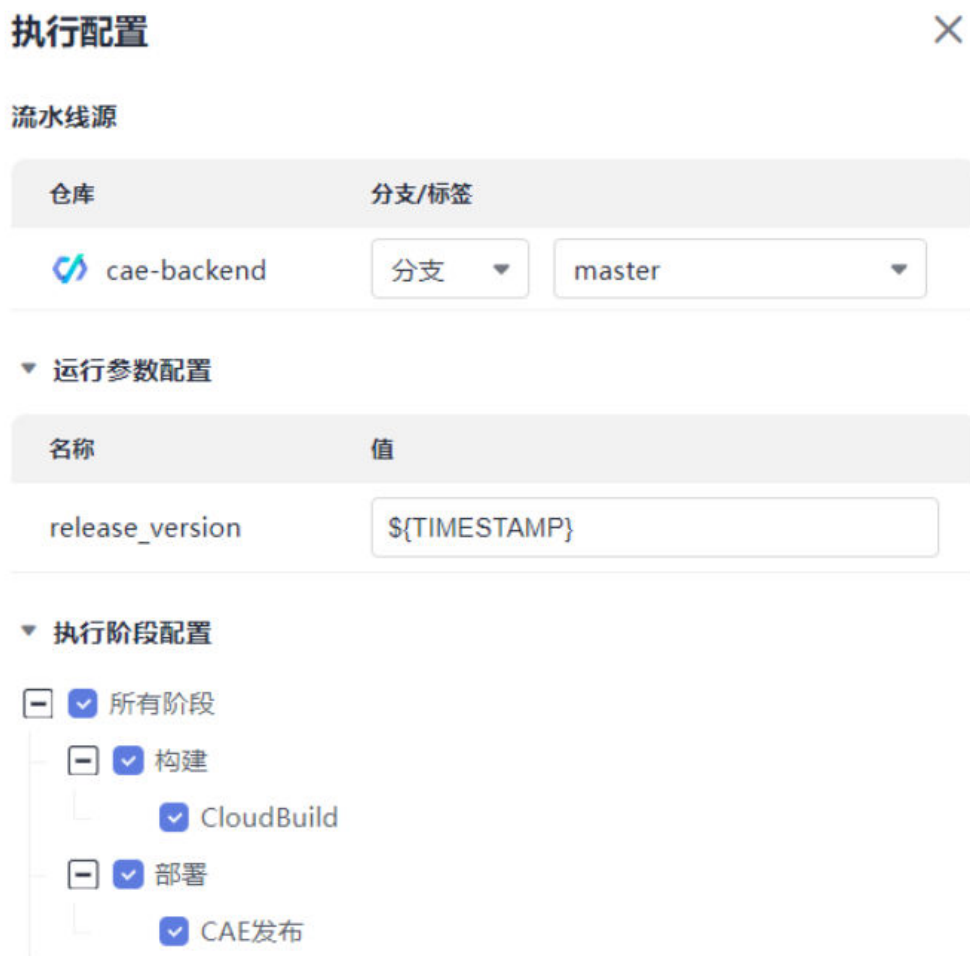 执行配置
流水线源
仓库 分支/标签
cae-backend 分支 master
运行参数配置
名称 值
release_version ${TIMESTAMP}
执行阶段配置
所有阶段
构建
CloudBuild
部署
CAE发布